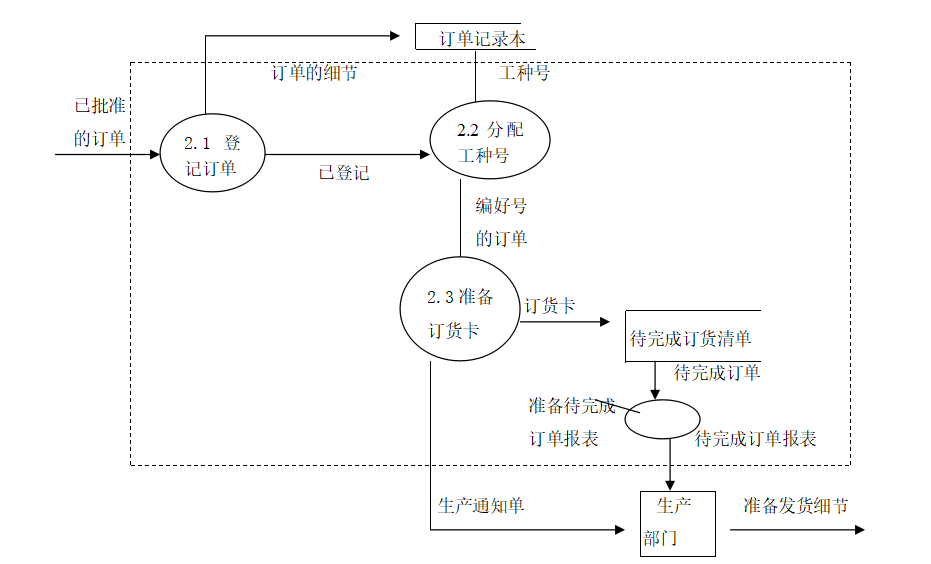 订单记录本
订单的细节
工种号
已批准
的订单
2.1 登
记订单
已登记
2.2 分配
工种号
编好号
的订单
2.3准备
订货卡
订货卡
待完成订货清单
待完成订单
准备待完成
订单报表
待完成订单报表
生产通知单
生产
部门
准备发货细节